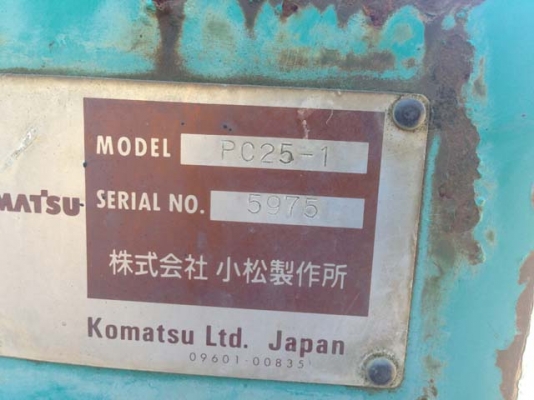 MODEL PC25-1
MATSU
SERIAL NO. 5975
株式会社 小松製作所
Komatsu Ltd. Japan
09601-00835